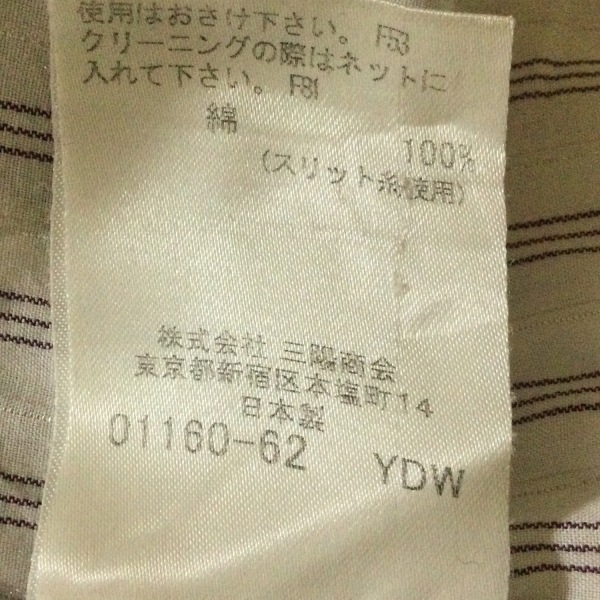 使用はおさけ下さい。 F53
クリーニングの際はネットに
入れて下さい。 F81
綿 100%
(スリット糸使用)
株式会社 三陽商会
東京都新宿区本塩町14
日本製
01160-62 YDW